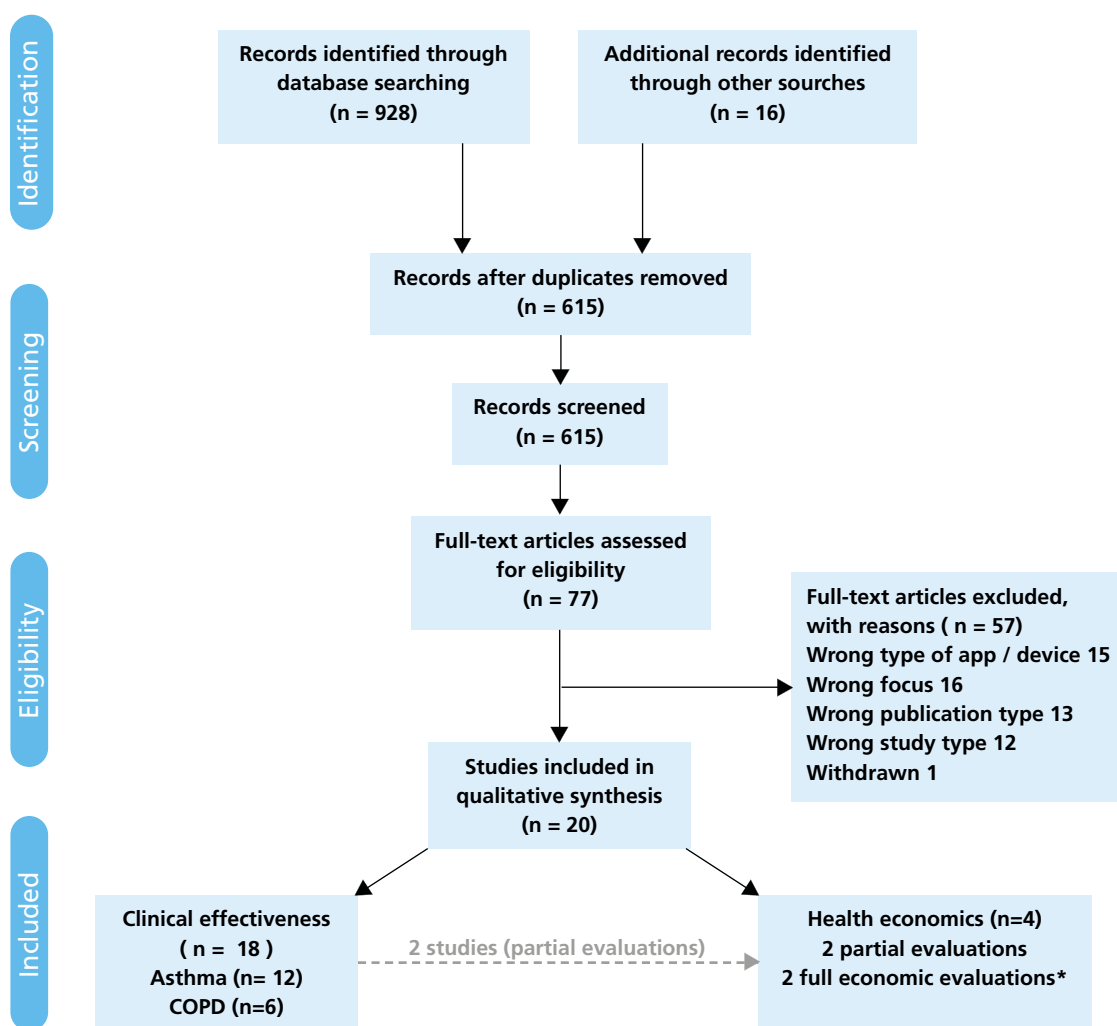 Identification
Records identified through
database searching
(n = 928)
Additional records identified
through other sourches
(n = 16)
Screening
Records after duplicates removed
(n = 615)
Records screened
(n = 615)
Eligibility
Full-text articles assessed
for eligibility
(n = 77)
Full-text articles excluded,
with reasons ( n = 57)
Wrong type of app / device 15
Wrong focus 16
Wrong publication type 13
Wrong study type 12
Withdrawn 1
Studies included in
qualitative synthesis
(n = 20)
Included
Clinical effectiveness
( n =  18 )
Asthma (n= 12)
COPD (n=6)
2 studies (partial evaluations)
Health economics (n=4)
2 partial evaluations
2 full economic evaluations*